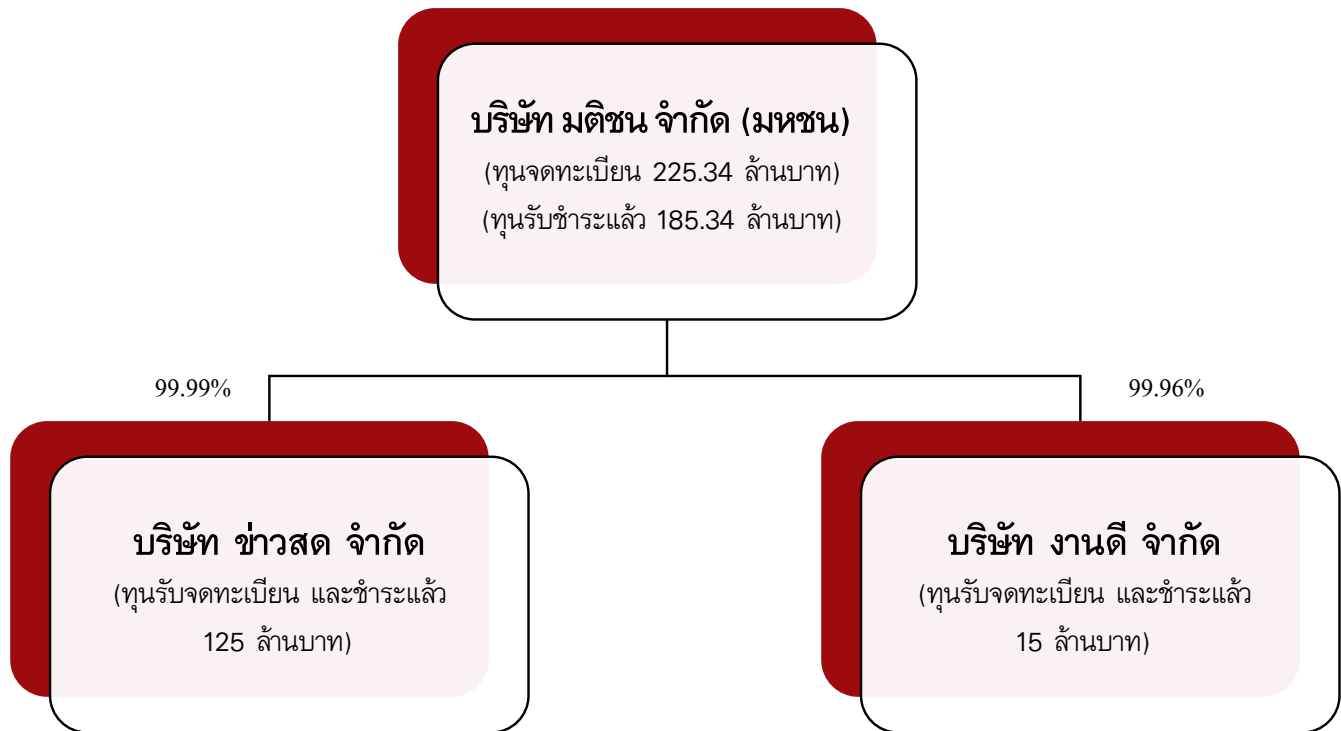 บริษัท มติชน จำกัด (มหชน)
(ทุนจดทะเบียน 225.34 ล้านบาท)
(ทุนรับชำระแล้ว 185.34 ล้านบาท)
99.99%
99.96%
บริษัท ข่าวสด จำกัด
(ทุนรับจดทะเบียน และชำระแล้ว
125 ล้านบาท)
บริษัท งานดี จำกัด
(ทุนรับจดทะเบียน และชำระแล้ว
15 ล้านบาท)